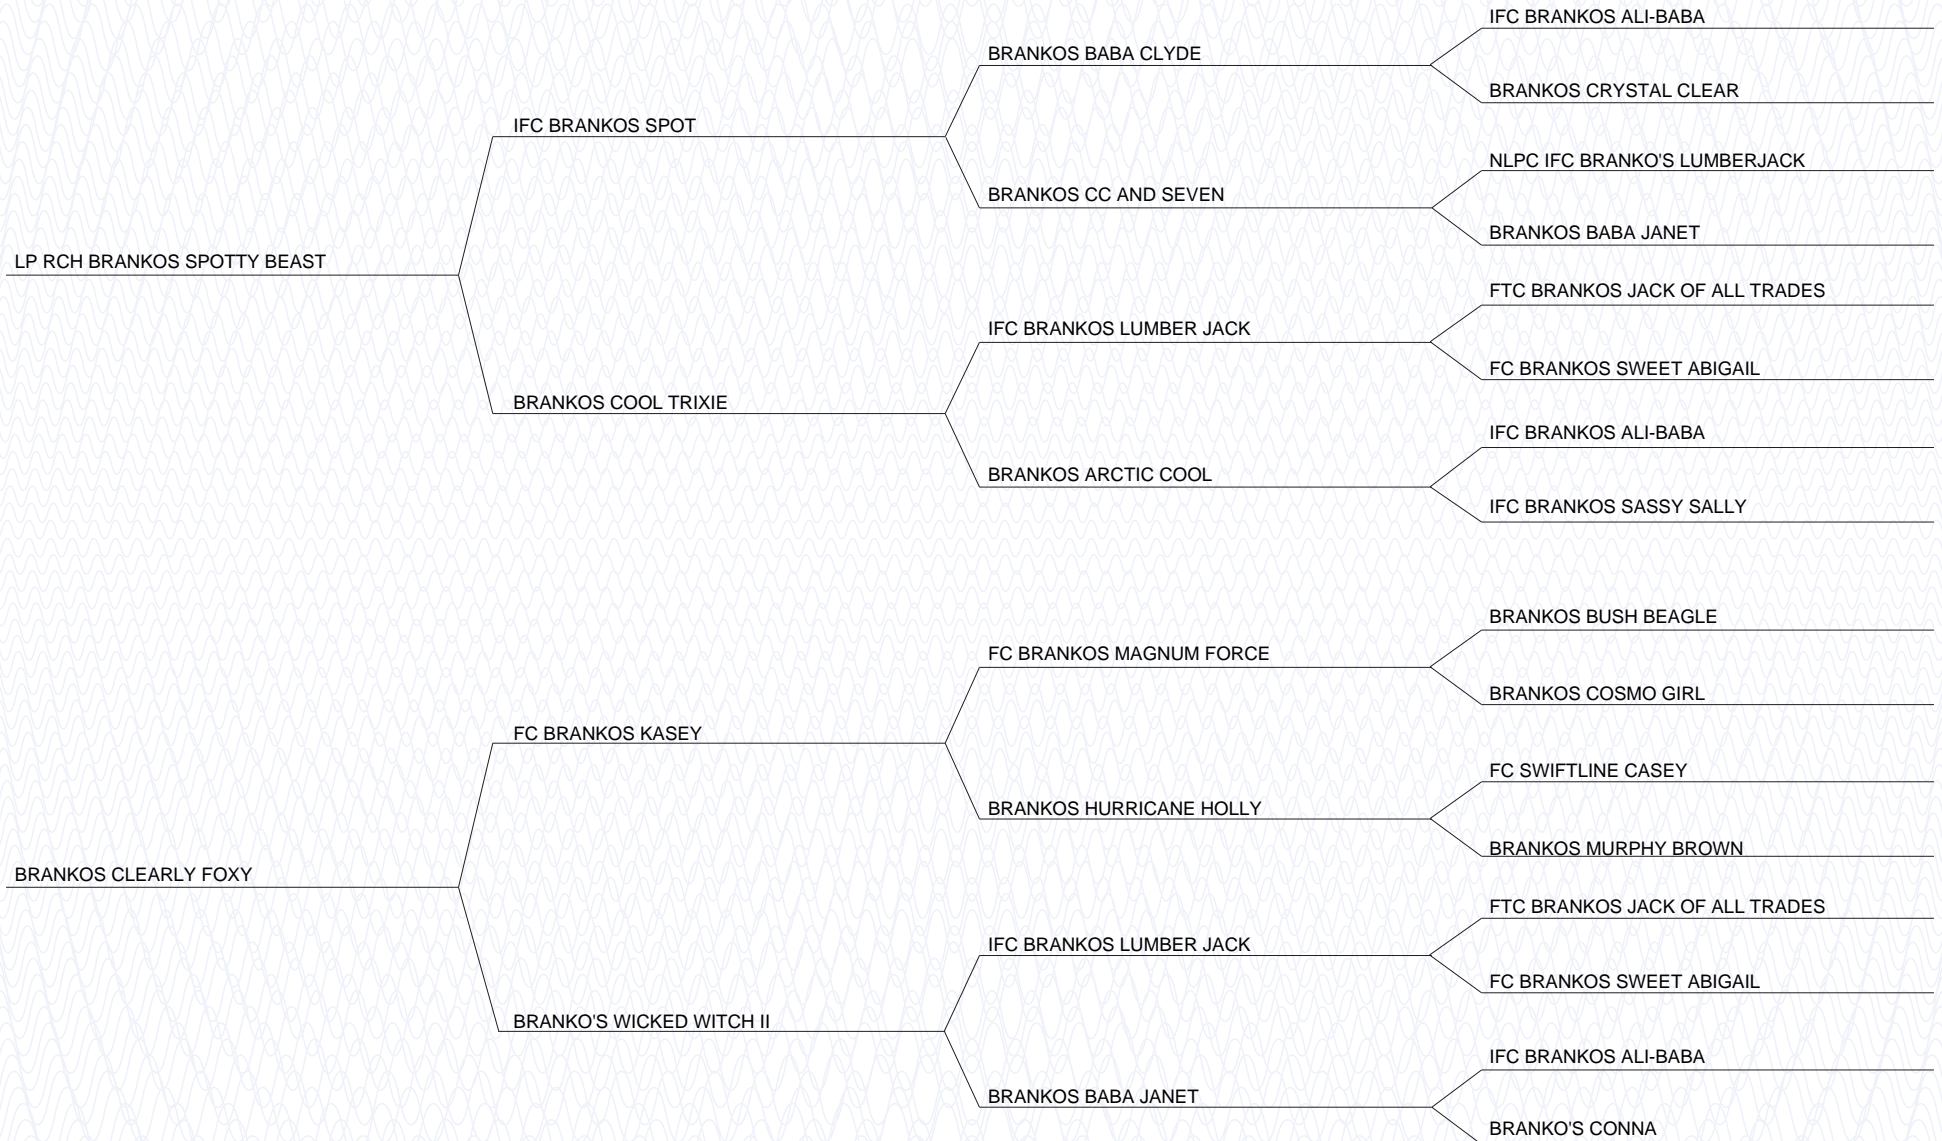 IFC BRANKOS ALI-BABA
BRANKOS BABA CLYDE
BRANKOS CRYSTAL CLEAR
IFC BRANKOS SPOT
NLPC IFC BRANKO'S LUMBERJACK
BRANKOS CC AND SEVEN
BRANKOS BABA JANET
LP RCH BRANKOS SPOTTY BEAST
FTC BRANKOS JACK OF ALL TRADES
IFC BRANKOS LUMBER JACK
FC BRANKOS SWEET ABIGAIL
BRANKOS COOL TRIXIE
IFC BRANKOS ALI-BABA
BRANKOS ARCTIC COOL
IFC BRANKOS SASSY SALLY
BRANKOS BUSH BEAGLE
FC BRANKOS MAGNUM FORCE
BRANKOS COSMO GIRL
FC BRANKOS KASEY
FC SWIFTLINE CASEY
BRANKOS HURRICANE HOLLY
BRANKOS MURPHY BROWN
BRANKOS CLEARLY FOXY
FTC BRANKOS JACK OF ALL TRADES
IFC BRANKOS LUMBER JACK
FC BRANKOS SWEET ABIGAIL
BRANKO'S WICKED WITCH II
IFC BRANKOS ALI-BABA
BRANKOS BABA JANET
BRANKO'S CONNA